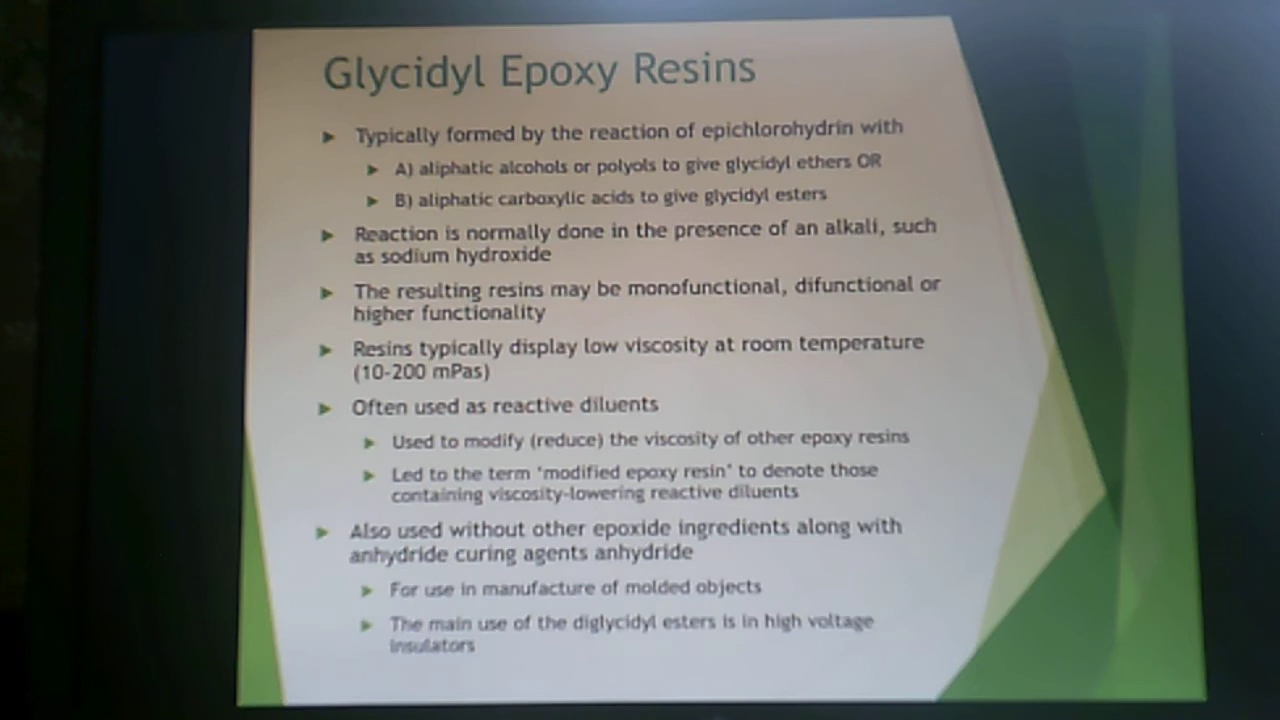 Glycidyl Epoxy Resins
Typically formed by the reaction of epichlorohydrin with
A) aliphatic alcohols or polyols to give glycidyl ethers OR
B) aliphatic carboxylic acids to give glycidyl esters
Reaction is normally done in the presence of an alkali, such
as sodium hydroxide
The resulting resins may be monofunctional, difunctional or
higher functionality
Resins typically display low viscosity at room temperature
(10-200 mPas)
Often used as reactive diluents
Used to modify (reduce) the viscosity of other epoxy resins
Led to the term 'modified epoxy resin' to denote those
containing viscosity-lowering reactive diluents
Also used without other epoxide ingredients along with
anhydride curing agents anhydride
For use in manufacture of molded objects
The main use of the diglycidyl esters is in high voltage
insulators